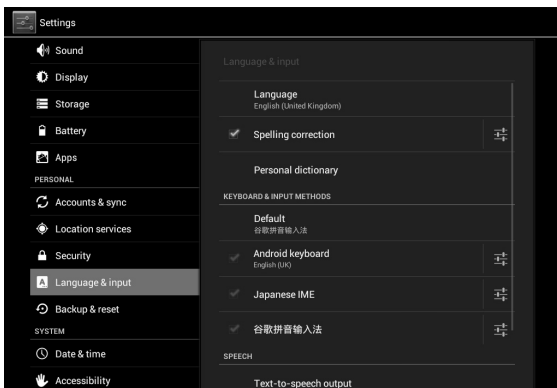 Settings
Sound
Display
Storage
Battery
Apps
PERSONAL
Accounts & sync
Location services
Security
Language & input
Backup & reset
SYSTEM
Date & time
Accessibility
Language & input
Language
English (United Kingdom)
Spelling correction
Personal dictionary
KEYBOARD & INPUT METHODS
Default
谷歌拼音输入法
Android keyboard
English (UK)
Japanese IME
谷歌拼音输入法
SPEECH
Text-to-speech output